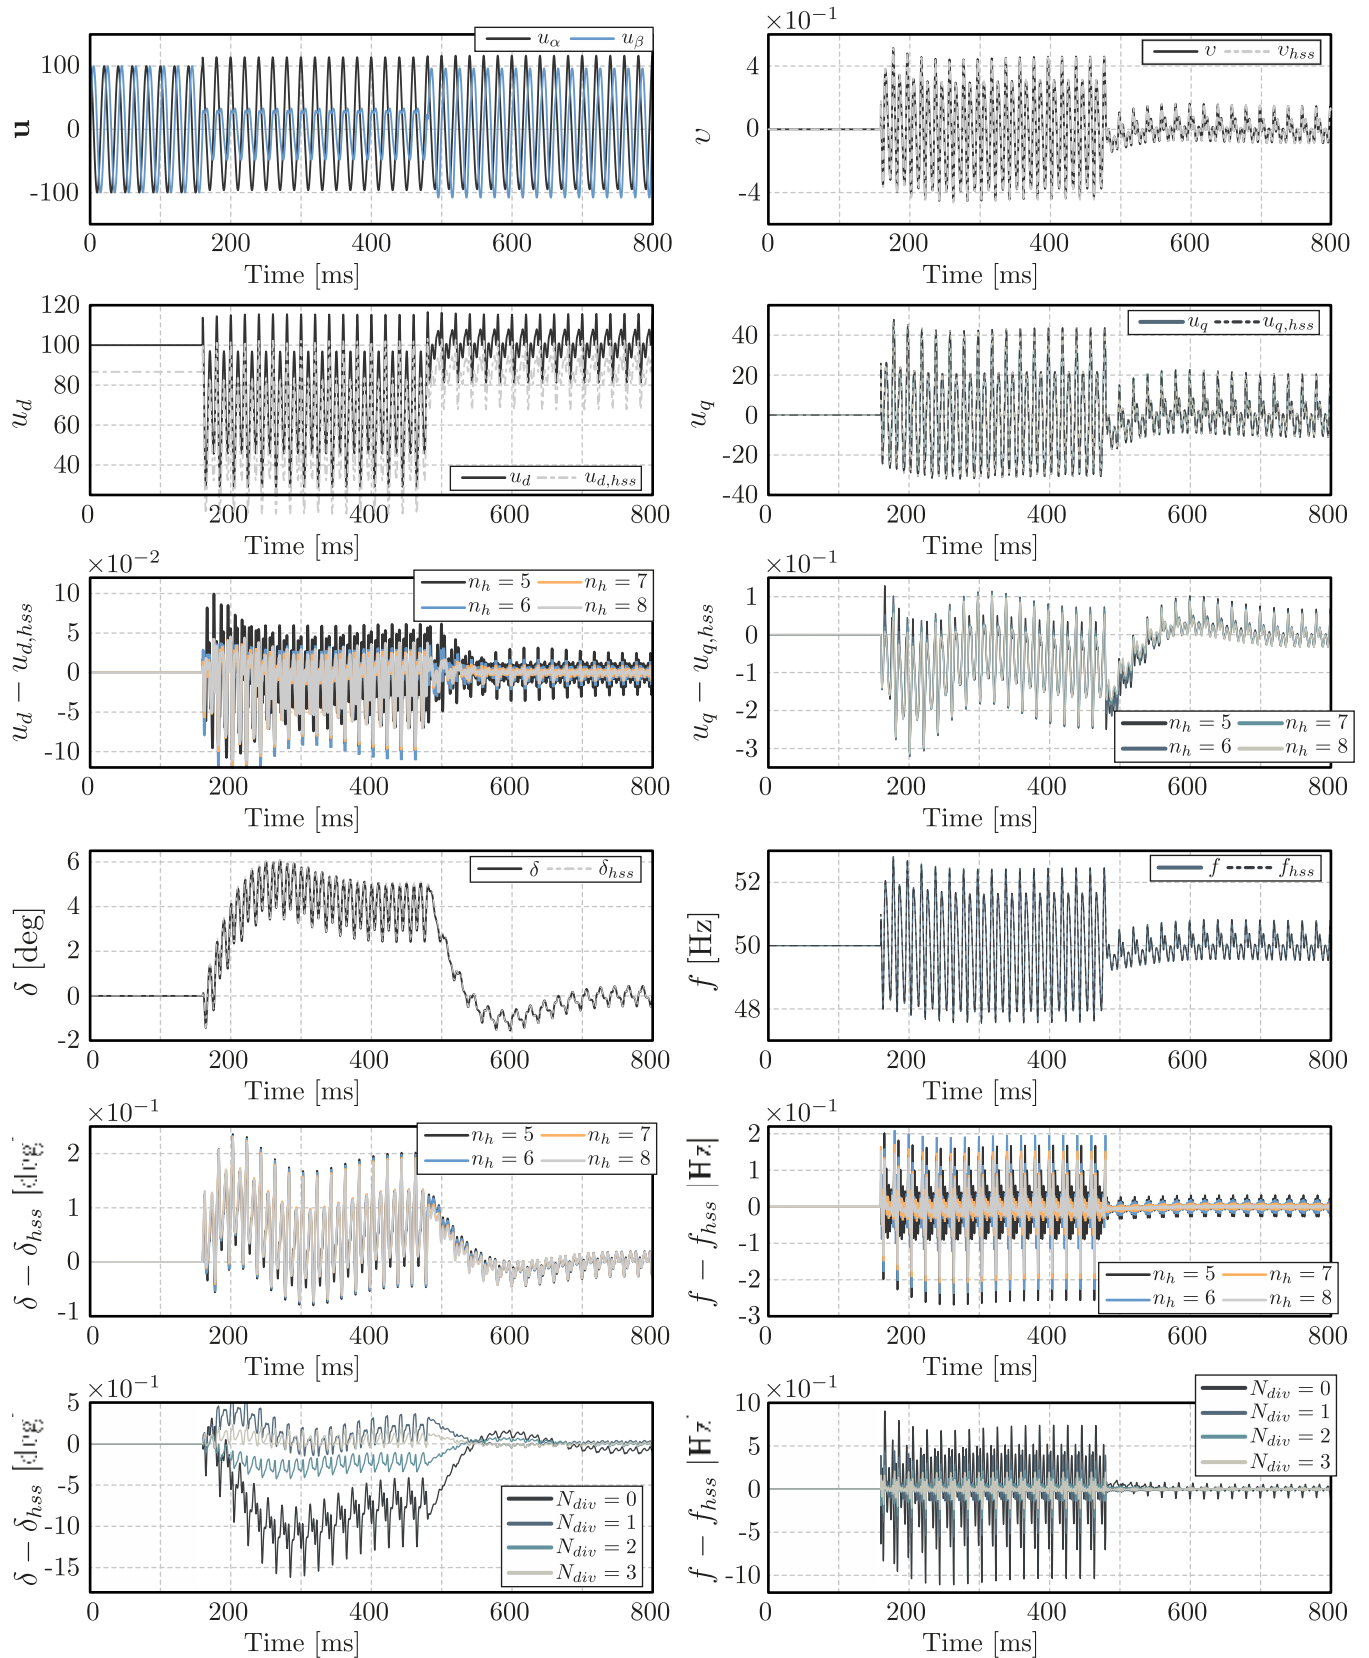 u_α u_β
100
0
-100
u
0 200 400 600 800
Time [ms]
×10⁻¹
υ υ_hss
4
0
-4
υ
0 200 400 600 800
Time [ms]
120
100
80
60
40
u_d
u_d u_d,hss
0 200 400 600 800
Time [ms]
u_q u_q,hss
40
20
0
-20
-40
u_q
0 200 400 600 800
Time [ms]
×10⁻²
n_h = 5 n_h = 7
n_h = 6 n_h = 8
10
5
0
-5
-10
u_d − u_d,hss
0 200 400 600 800
Time [ms]
×10⁻¹
1
0
-1
-2
-3
u_q − u_q,hss
n_h = 5 n_h = 7
n_h = 6 n_h = 8
0 200 400 600 800
Time [ms]
δ δ_hss
6
4
2
0
-2
δ [deg]
0 200 400 600 800
Time [ms]
f f_hss
52
50
48
f [Hz]
0 200 400 600 800
Time [ms]
×10⁻¹
n_h = 5 n_h = 7
n_h = 6 n_h = 8
2
1
0
-1
δ − δ_hss
0 200 400 600 800
Time [ms]
×10⁻¹
2
1
0
-1
-2
-3
f − f_hss [Hz]
n_h = 5 n_h = 7
n_h = 6 n_h = 8
0 200 400 600 800
Time [ms]
×10⁻¹
5
0
-5
-10
-15
δ − δ_hss
N_div = 0
N_div = 1
N_div = 2
N_div = 3
0 200 400 600 800
Time [ms]
×10⁻¹
N_div = 0
N_div = 1
N_div = 2
N_div = 3
10
5
0
-5
-10
f − f_hss [Hz]
0 200 400 600 800
Time [ms]